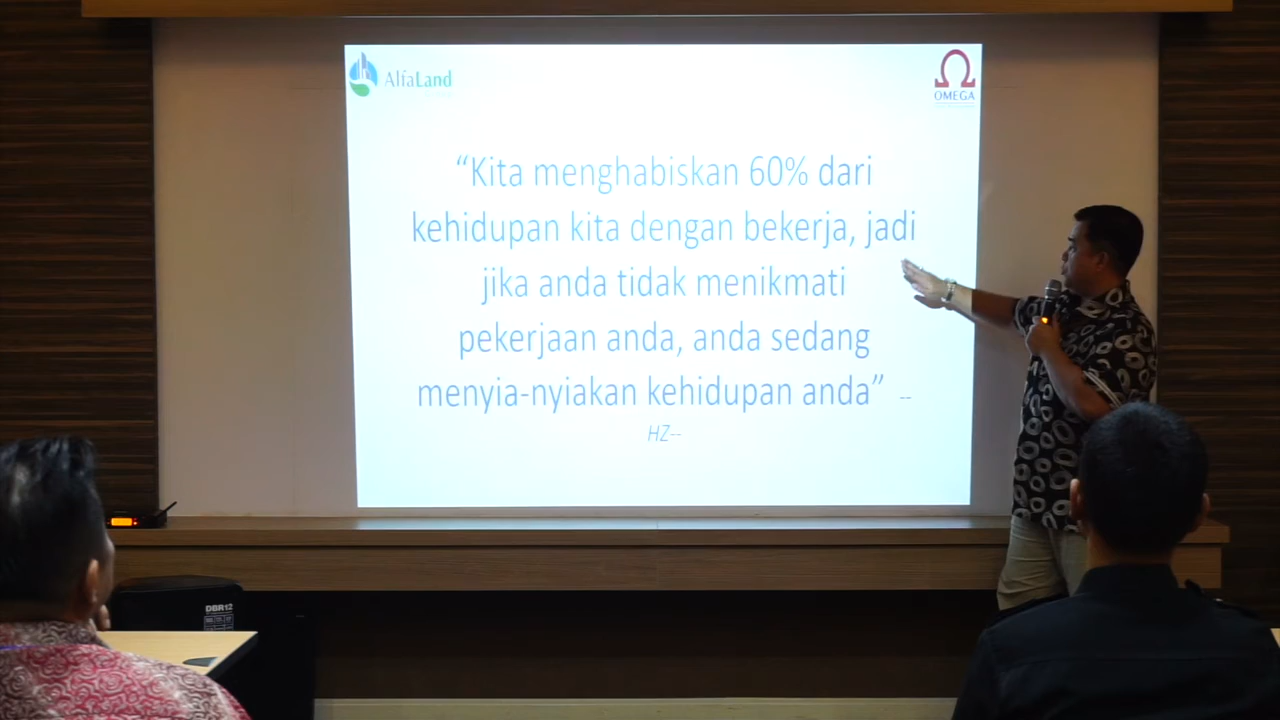 AlfaLand
OMEGA
“Kita menghabiskan 60% dari
kehidupan kita dengan bekerja, jadi
jika anda tidak menikmati
pekerjaan anda, anda sedang
menyia-nyiakan kehidupan anda” --
HZ--
DBR12